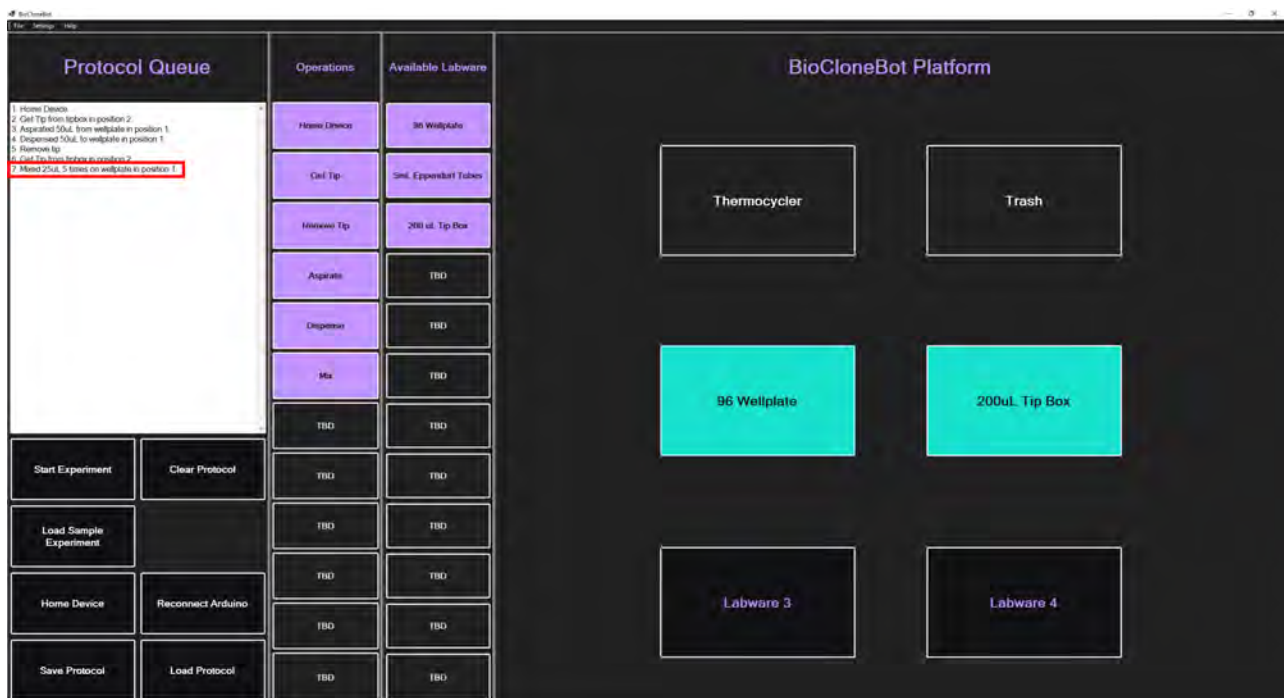 BioCloneBot
File Settings Help
Protocol Queue
1. Home Device
2. Get Tip from tipbox in position 2.
3. Aspirated 50uL from wellplate in position 1.
4. Dispensed 50uL to wellplate in position 1.
5. Remove tip
6. Get Tip from tipbox in position 2.
7. Mixed 25uL 5 times on wellplate in position 1.
Start Experiment
Clear Protocol
Load Sample
Experiment
Home Device
Reconnect Arduino
Save Protocol
Load Protocol
Operations
Home Device
Get Tip
Remove Tip
Aspirate
Dispense
Mix
TBD
TBD
TBD
TBD
TBD
TBD
Available Labware
96 Wellplate
5mL Eppendorf Tubes
200 uL Tip Box
TBD
TBD
TBD
TBD
TBD
TBD
TBD
TBD
TBD
BioCloneBot Platform
Thermocycler
Trash
96 Wellplate
200uL Tip Box
Labware 3
Labware 4